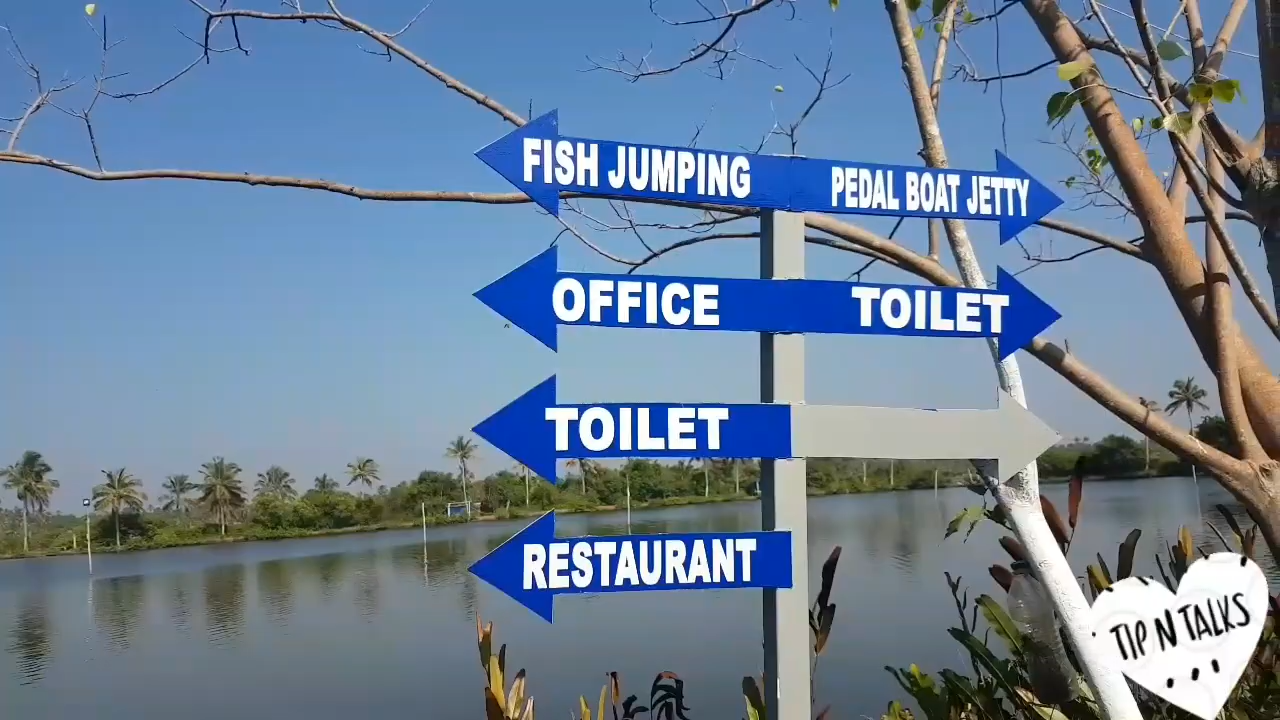 FISH JUMPING
PEDAL BOAT JETTY
OFFICE
TOILET
TOILET
RESTAURANT
TIP N TALKS